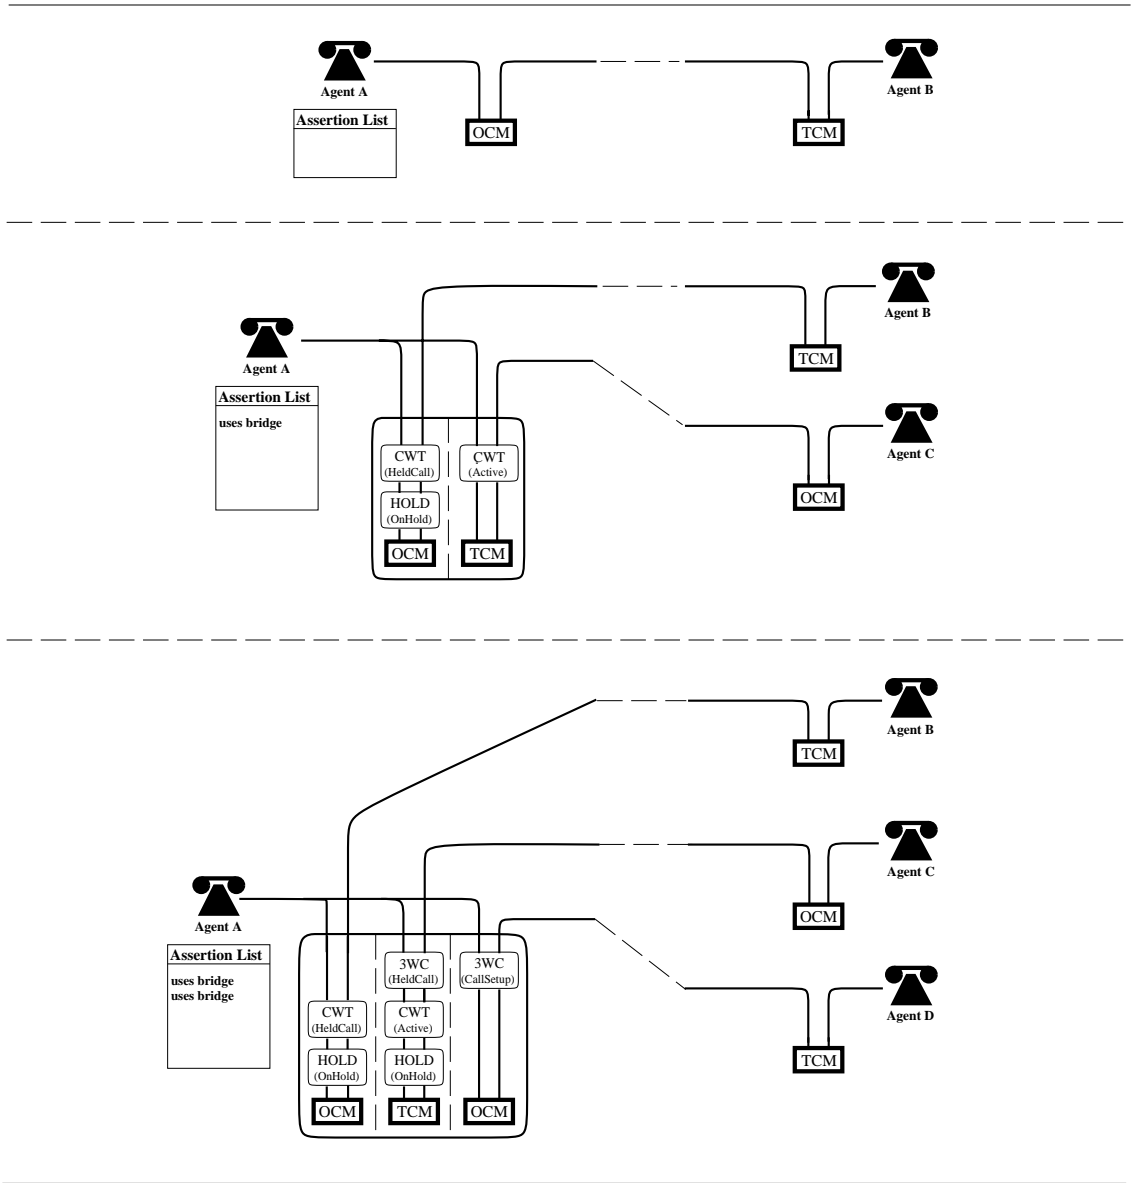 Agent A
Agent B
Assertion List
OCM
TCM
Agent B
TCM
Agent A
Assertion List
uses bridge
Agent C
CWT
(HeldCall)
CWT
(Active)
HOLD
(OnHold)
OCM
OCM
TCM
Agent B
TCM
Agent C
OCM
Agent A
Assertion List
uses bridge
uses bridge
3WC
(HeldCall)
3WC
(CallSetup)
CWT
(HeldCall)
CWT
(Active)
Agent D
HOLD
(OnHold)
HOLD
(OnHold)
TCM
OCM
TCM
OCM